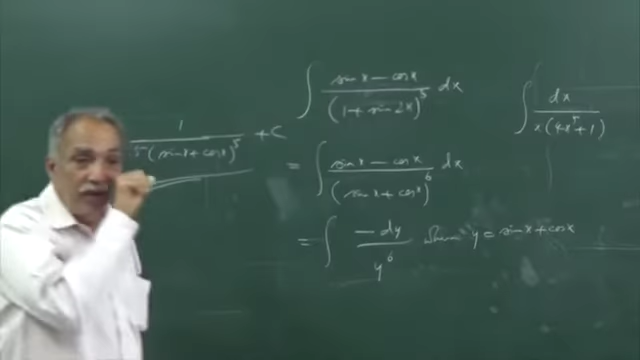 ∫ (sin x − cos x)/(1 + sin 2x)^3 dx
= ∫ (sin x − cos x)/(sin x + cos x)^6 dx
= ∫ −dy/y^6 where y = sin x + cos x
1/5(sin x + cos x)^5 + C
∫ dx/x(4x^5 + 1)